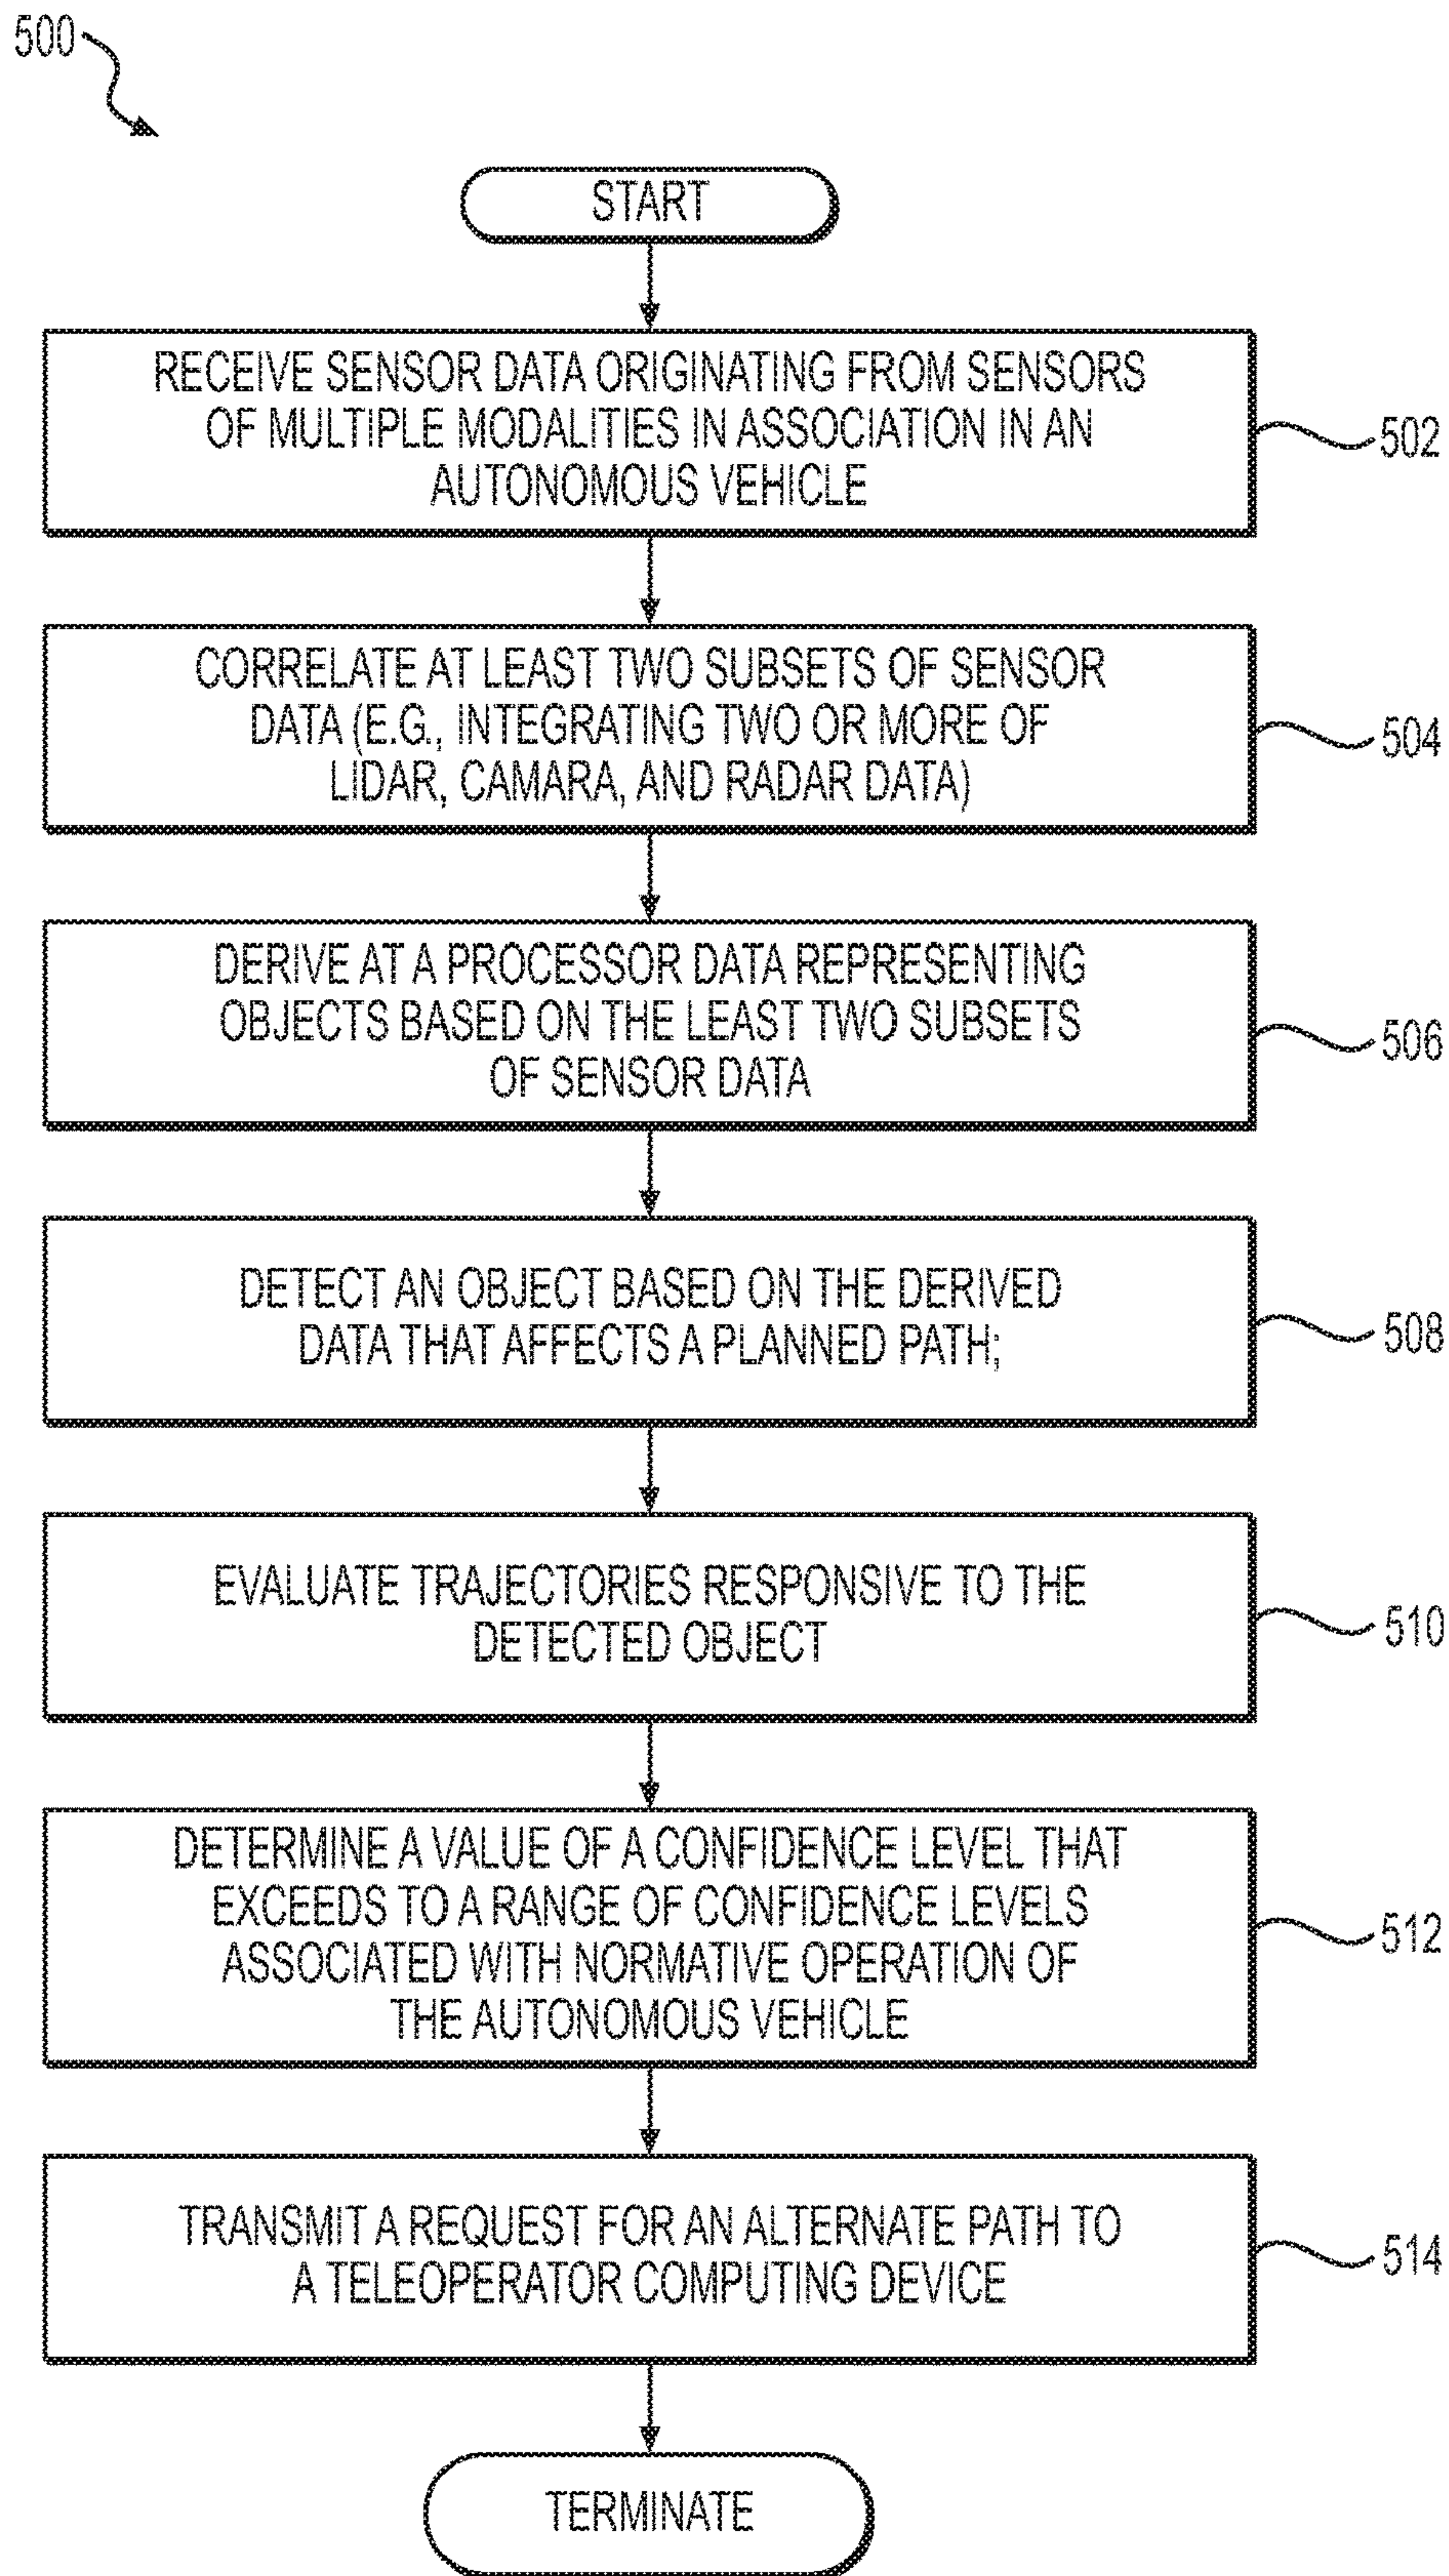 500
START
RECEIVE SENSOR DATA ORIGINATING FROM SENSORS
OF MULTIPLE MODALITIES IN ASSOCIATION IN AN
AUTONOMOUS VEHICLE
502
CORRELATE AT LEAST TWO SUBSETS OF SENSOR
DATA (E.G., INTEGRATING TWO OR MORE OF
LIDAR, CAMARA, AND RADAR DATA)
504
DERIVE AT A PROCESSOR DATA REPRESENTING
OBJECTS BASED ON THE LEAST TWO SUBSETS
OF SENSOR DATA
506
DETECT AN OBJECT BASED ON THE DERIVED
DATA THAT AFFECTS A PLANNED PATH;
508
EVALUATE TRAJECTORIES RESPONSIVE TO THE
DETECTED OBJECT
510
DETERMINE A VALUE OF A CONFIDENCE LEVEL THAT
EXCEEDS TO A RANGE OF CONFIDENCE LEVELS
ASSOCIATED WITH NORMATIVE OPERATION OF
THE AUTONOMOUS VEHICLE
512
TRANSMIT A REQUEST FOR AN ALTERNATE PATH TO
A TELEOPERATOR COMPUTING DEVICE
514
TERMINATE